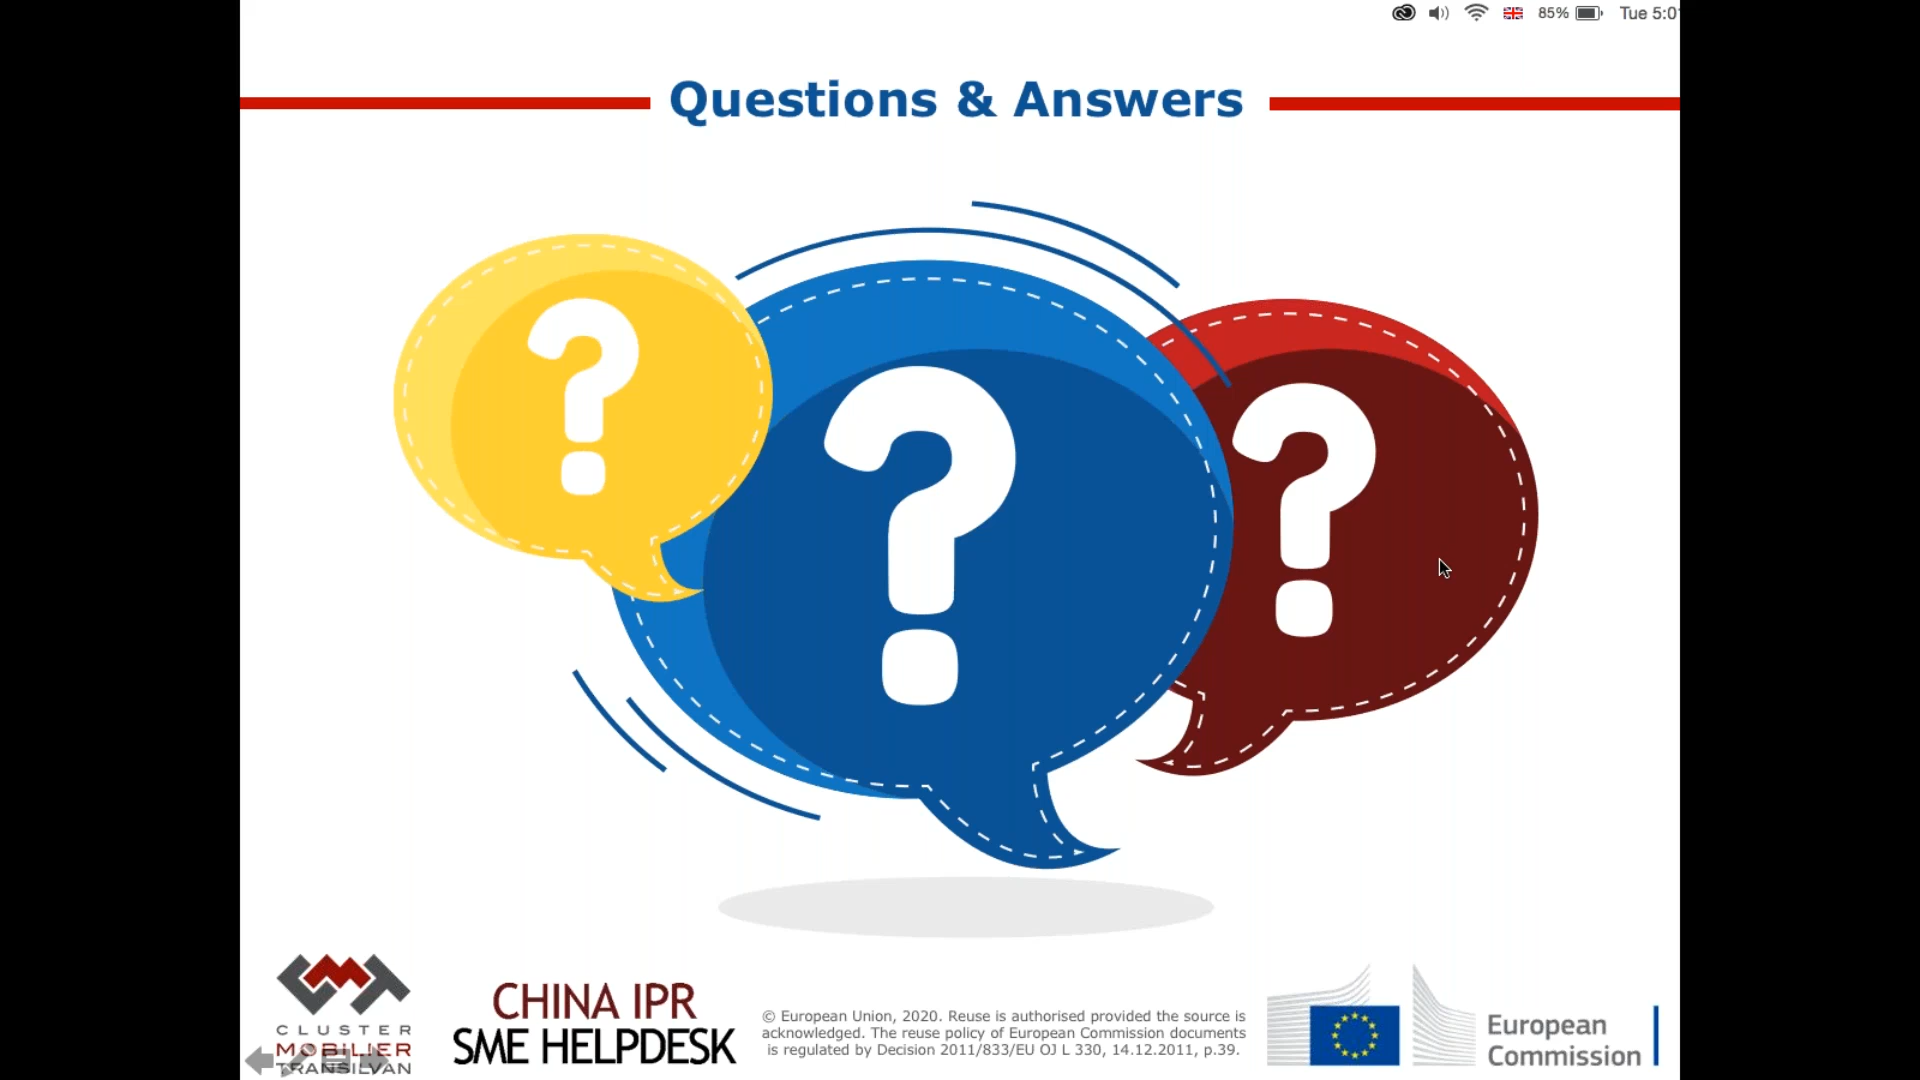 85% Tue 5:0
Questions & Answers
? ? ?
CLUSTER
MOBILIER
TRANSILVAN
CHINA IPR
SME HELPDESK
© European Union, 2020. Reuse is authorised provided the source is
acknowledged. The reuse policy of European Commission documents
is regulated by Decision 2011/833/EU OJ L 330, 14.12.2011, p.39.
European
Commission